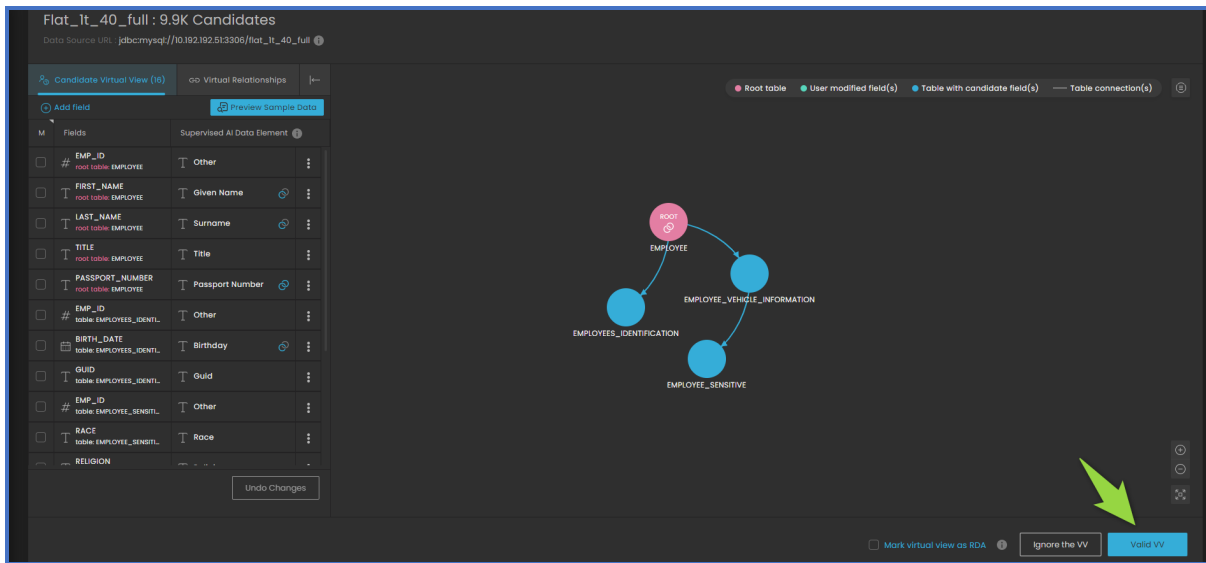 Flat_1t_40_full : 9.9K Candidates
Data Source URL : jdbc:mysql://10.192.192.51:3306/flat_1t_40_full
Candidate Virtual View (16)
Virtual Relationships
Root table
User modified field(s)
Table with candidate field(s)
Table connection(s)
Add field
Preview Sample Data
M
Fields
Supervised AI Data Element
EMP_ID
root table: EMPLOYEE
Other
FIRST_NAME
root table: EMPLOYEE
Given Name
LAST_NAME
root table: EMPLOYEE
Surname
TITLE
root table: EMPLOYEE
Title
PASSPORT_NUMBER
root table: EMPLOYEE
Passport Number
EMP_ID
table: EMPLOYEES_IDENTI...
Other
BIRTH_DATE
table: EMPLOYEES_IDENTI...
Birthday
GUID
table: EMPLOYEES_IDENTI...
Guid
EMP_ID
table: EMPLOYEE_SENSITI...
Other
RACE
table: EMPLOYEE_SENSITI...
Race
RELIGION
ROOT
EMPLOYEE
EMPLOYEE_VEHICLE_INFORMATION
EMPLOYEES_IDENTIFICATION
EMPLOYEE_SENSITIVE
Undo Changes
Mark virtual view as RDA
Ignore the VV
Valid VV